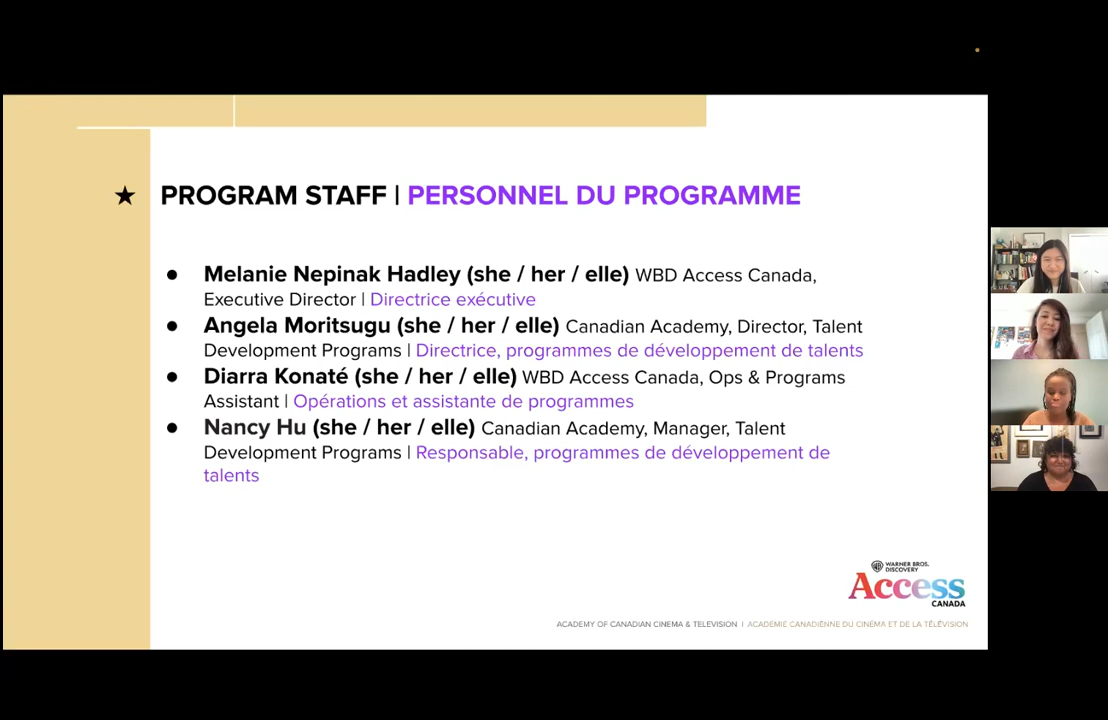 PROGRAM STAFF | PERSONNEL DU PROGRAMME
Melanie Nepinak Hadley (she / her / elle) WBD Access Canada,
Executive Director | Directrice exécutive
Angela Moritsugu (she / her / elle) Canadian Academy, Director, Talent
Development Programs | Directrice, programmes de développement de talents
Diarra Konaté (she / her / elle) WBD Access Canada, Ops & Programs
Assistant | Opérations et assistante de programmes
Nancy Hu (she / her / elle) Canadian Academy, Manager, Talent
Development Programs | Responsable, programmes de développement de
talents
WARNER BROS.
DISCOVERY
Access
CANADA
ACADEMY OF CANADIAN CINEMA & TELEVISION | ACADÉMIE CANADIENNE DU CINÉMA ET DE LA TÉLÉVISION